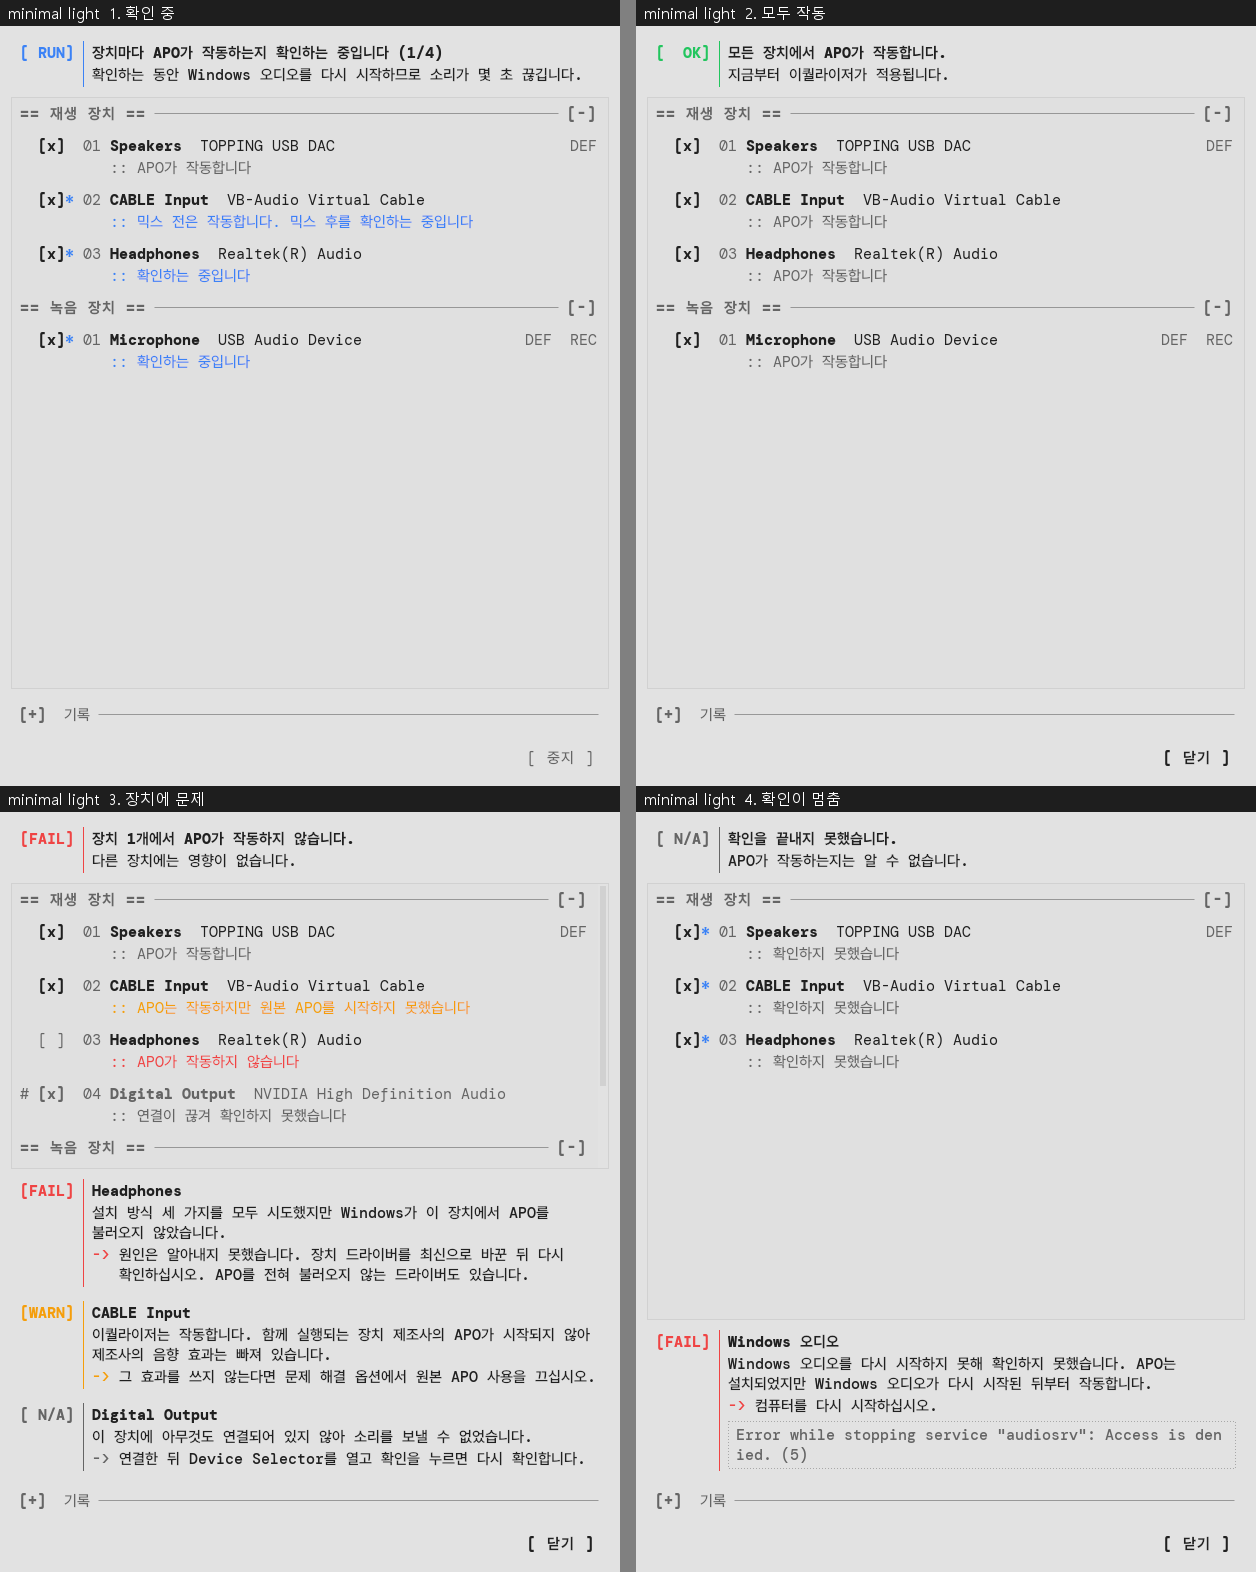 minimal light 1. 확인 중
[ RUN] 장치마다 APO가 작동하는지 확인하는 중입니다 (1/4)
확인하는 동안 Windows 오디오를 다시 시작하므로 소리가 몇 초 끊깁니다.
== 재생 장치 == [-]
[x] 01 Speakers TOPPING USB DAC DEF
:: APO가 작동합니다
[x]* 02 CABLE Input VB-Audio Virtual Cable
:: 믹스 전은 작동합니다. 믹스 후를 확인하는 중입니다
[x]* 03 Headphones Realtek(R) Audio
:: 확인하는 중입니다
== 녹음 장치 == [-]
[x]* 01 Microphone USB Audio Device DEF REC
:: 확인하는 중입니다
[+] 기록
[ 중지 ]
minimal light 2. 모두 작동
[  OK] 모든 장치에서 APO가 작동합니다.
지금부터 이퀄라이저가 적용됩니다.
== 재생 장치 == [-]
[x] 01 Speakers TOPPING USB DAC DEF
:: APO가 작동합니다
[x] 02 CABLE Input VB-Audio Virtual Cable
:: APO가 작동합니다
[x] 03 Headphones Realtek(R) Audio
:: APO가 작동합니다
== 녹음 장치 == [-]
[x] 01 Microphone USB Audio Device DEF REC
:: APO가 작동합니다
[+] 기록
[ 닫기 ]
minimal light 3. 장치에 문제
[FAIL] 장치 1개에서 APO가 작동하지 않습니다.
다른 장치에는 영향이 없습니다.
== 재생 장치 == [-]
[x] 01 Speakers TOPPING USB DAC DEF
:: APO가 작동합니다
[x] 02 CABLE Input VB-Audio Virtual Cable
:: APO는 작동하지만 원본 APO를 시작하지 못했습니다
[ ] 03 Headphones Realtek(R) Audio
:: APO가 작동하지 않습니다
# [x] 04 Digital Output NVIDIA High Definition Audio
:: 연결이 끊겨 확인하지 못했습니다
== 녹음 장치 == [-]
[FAIL] Headphones
설치 방식 세 가지를 모두 시도했지만 Windows가 이 장치에서 APO를
불러오지 않았습니다.
-> 원인은 알아내지 못했습니다. 장치 드라이버를 최신으로 바꾼 뒤 다시
확인하십시오. APO를 전혀 불러오지 않는 드라이버도 있습니다.
[WARN] CABLE Input
이퀄라이저는 작동합니다. 함께 실행되는 장치 제조사의 APO가 시작되지 않아
제조사의 음향 효과는 빠져 있습니다.
-> 그 효과를 쓰지 않는다면 문제 해결 옵션에서 원본 APO 사용을 끄십시오.
[ N/A] Digital Output
이 장치에 아무것도 연결되어 있지 않아 소리를 보낼 수 없었습니다.
-> 연결한 뒤 Device Selector를 열고 확인을 누르면 다시 확인합니다.
[+] 기록
[ 닫기 ]
minimal light 4. 확인이 멈춤
[ N/A] 확인을 끝내지 못했습니다.
APO가 작동하는지는 알 수 없습니다.
== 재생 장치 == [-]
[x]* 01 Speakers TOPPING USB DAC DEF
:: 확인하지 못했습니다
[x]* 02 CABLE Input VB-Audio Virtual Cable
:: 확인하지 못했습니다
[x]* 03 Headphones Realtek(R) Audio
:: 확인하지 못했습니다
[FAIL] Windows 오디오
Windows 오디오를 다시 시작하지 못해 확인하지 못했습니다. APO는
설치되었지만 Windows 오디오가 다시 시작된 뒤부터 작동합니다.
-> 컴퓨터를 다시 시작하십시오.
Error while stopping service "audiosrv": Access is den
ied. (5)
[+] 기록
[ 닫기 ]